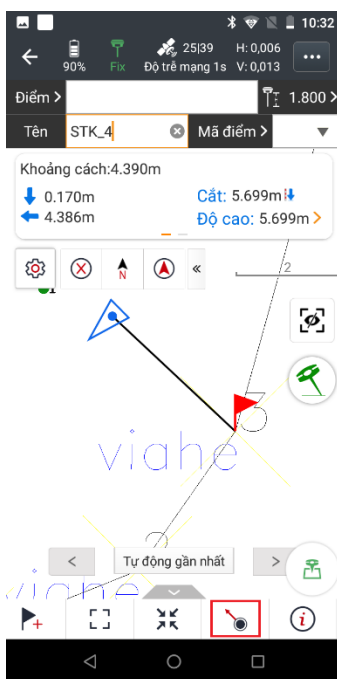 10:32
90%
Fix
25|39
Độ trễ mạng 1s
H: 0,006
V: 0,013
Điểm >
1.800 >
Tên
STK_4
Mã điểm >
Khoảng cách:4.390m
0.170m
Cắt: 5.699m
4.386m
Độ cao: 5.699m >
N
«
2
3
viahe
<
Tự động gần nhất
>
viahe